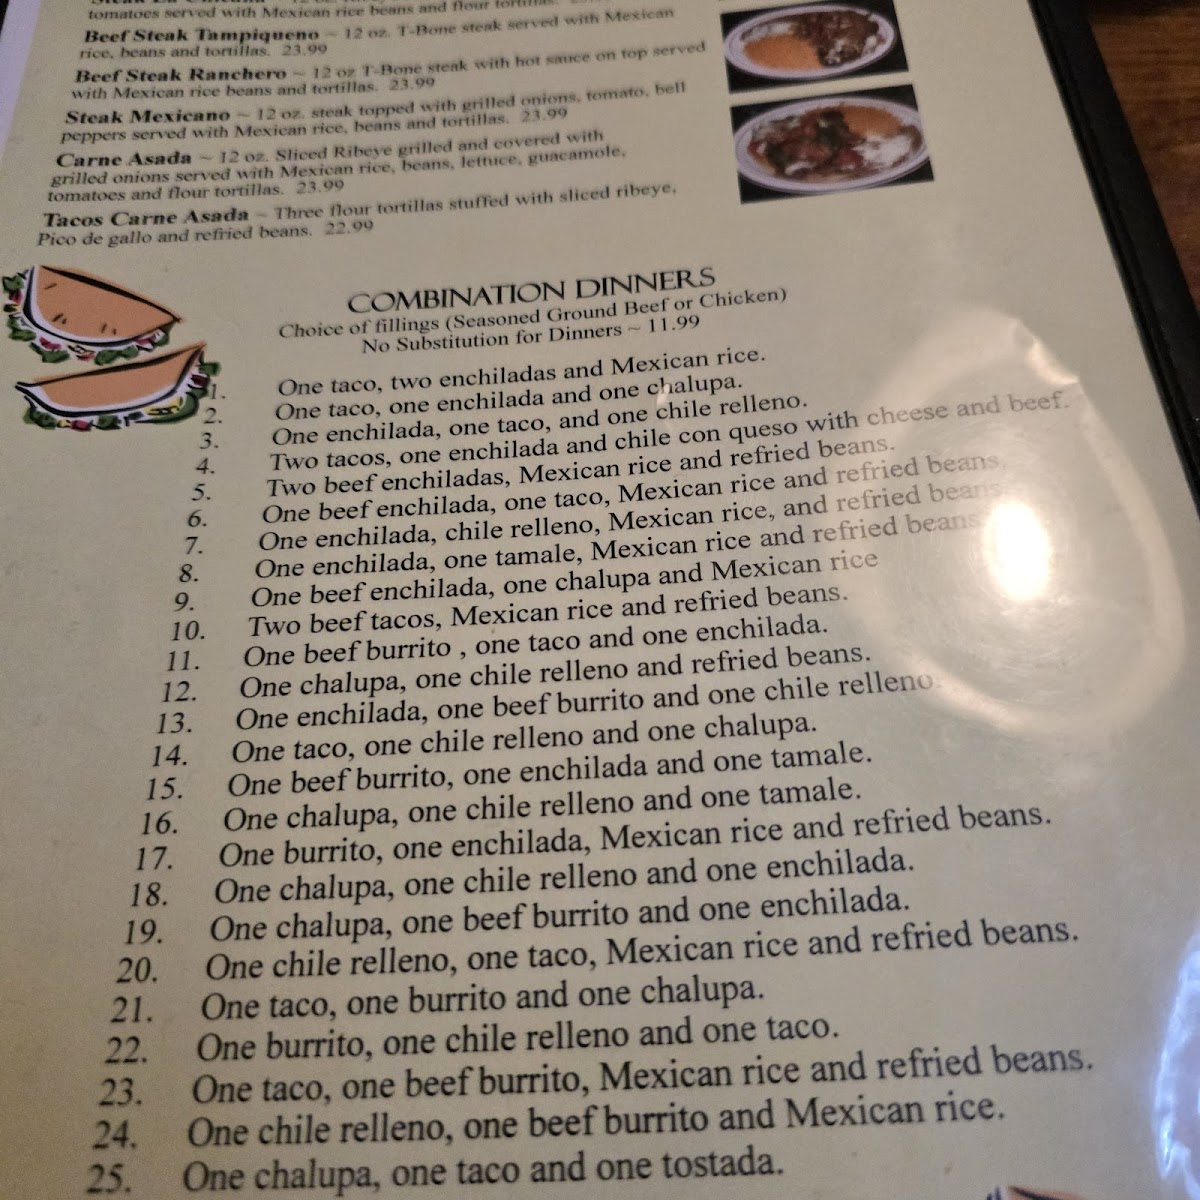 tomatoes served with Mexican rice beans and flour tortillas.
Beef Steak Tampiqueno ~ 12 oz. T-Bone steak served with Mexican
rice, beans and tortillas. 23.99
Beef Steak Ranchero ~ 12 oz T-Bone steak with hot sauce on top served
with Mexican rice beans and tortillas. 23.99
Steak Mexicano ~ 12 oz. steak topped with grilled onions, tomato, bell
peppers served with Mexican rice, beans and tortillas. 23.99
Carne Asada ~ 12 oz. Sliced Ribeye grilled and covered with
grilled onions served with Mexican rice, beans, lettuce, guacamole,
tomatoes and flour tortillas. 23.99
Tacos Carne Asada ~ Three flour tortillas stuffed with sliced ribeye,
Pico de gallo and refried beans. 22.99
COMBINATION DINNERS
Choice of fillings (Seasoned Ground Beef or Chicken)
No Substitution for Dinners ~ 11.99
1. One taco, two enchiladas and Mexican rice.
2. One taco, one enchilada and one chalupa.
3. One enchilada, one taco, and one chile relleno.
4. Two tacos, one enchilada and chile con queso with cheese and beef.
5. Two beef enchiladas, Mexican rice and refried beans.
6. One beef enchilada, one taco, Mexican rice and refried beans.
7. One enchilada, chile relleno, Mexican rice, and refried beans
8. One enchilada, one tamale, Mexican rice and refried beans
9. One beef enchilada, one chalupa and Mexican rice
10. Two beef tacos, Mexican rice and refried beans.
11. One beef burrito , one taco and one enchilada.
12. One chalupa, one chile relleno and refried beans.
13. One enchilada, one beef burrito and one chile relleno.
14. One taco, one chile relleno and one chalupa.
15. One beef burrito, one enchilada and one tamale.
16. One chalupa, one chile relleno and one tamale.
17. One burrito, one enchilada, Mexican rice and refried beans.
18. One chalupa, one chile relleno and one enchilada.
19. One chalupa, one beef burrito and one enchilada.
20. One chile relleno, one taco, Mexican rice and refried beans.
21. One taco, one burrito and one chalupa.
22. One burrito, one chile relleno and one taco.
23. One taco, one beef burrito, Mexican rice and refried beans.
24. One chile relleno, one beef burrito and Mexican rice.
25. One chalupa, one taco and one tostada.